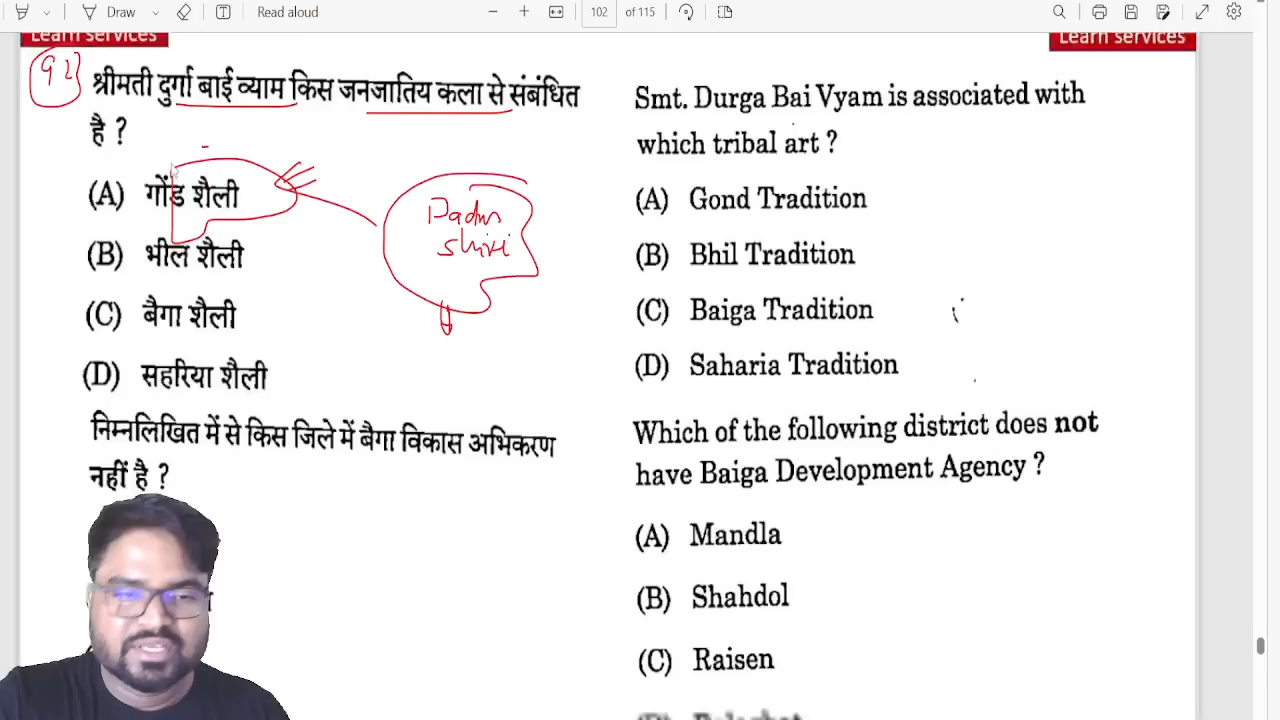 Draw
Read aloud
102 of 115
Learn services
Learn services
92
श्रीमती दुर्गा बाई व्याम किस जनजातिय कला से संबंधित
है ?
(A) गोंड शैली
(B) भील शैली
(C) बैगा शैली
(D) सहरिया शैली
निम्नलिखित में से किस जिले में बैगा विकास अभिकरण
नहीं है ?
Smt. Durga Bai Vyam is associated with
which tribal art ?
(A) Gond Tradition
(B) Bhil Tradition
(C) Baiga Tradition
(D) Saharia Tradition
Which of the following district does not
have Baiga Development Agency ?
(A) Mandla
(B) Shahdol
(C) Raisen